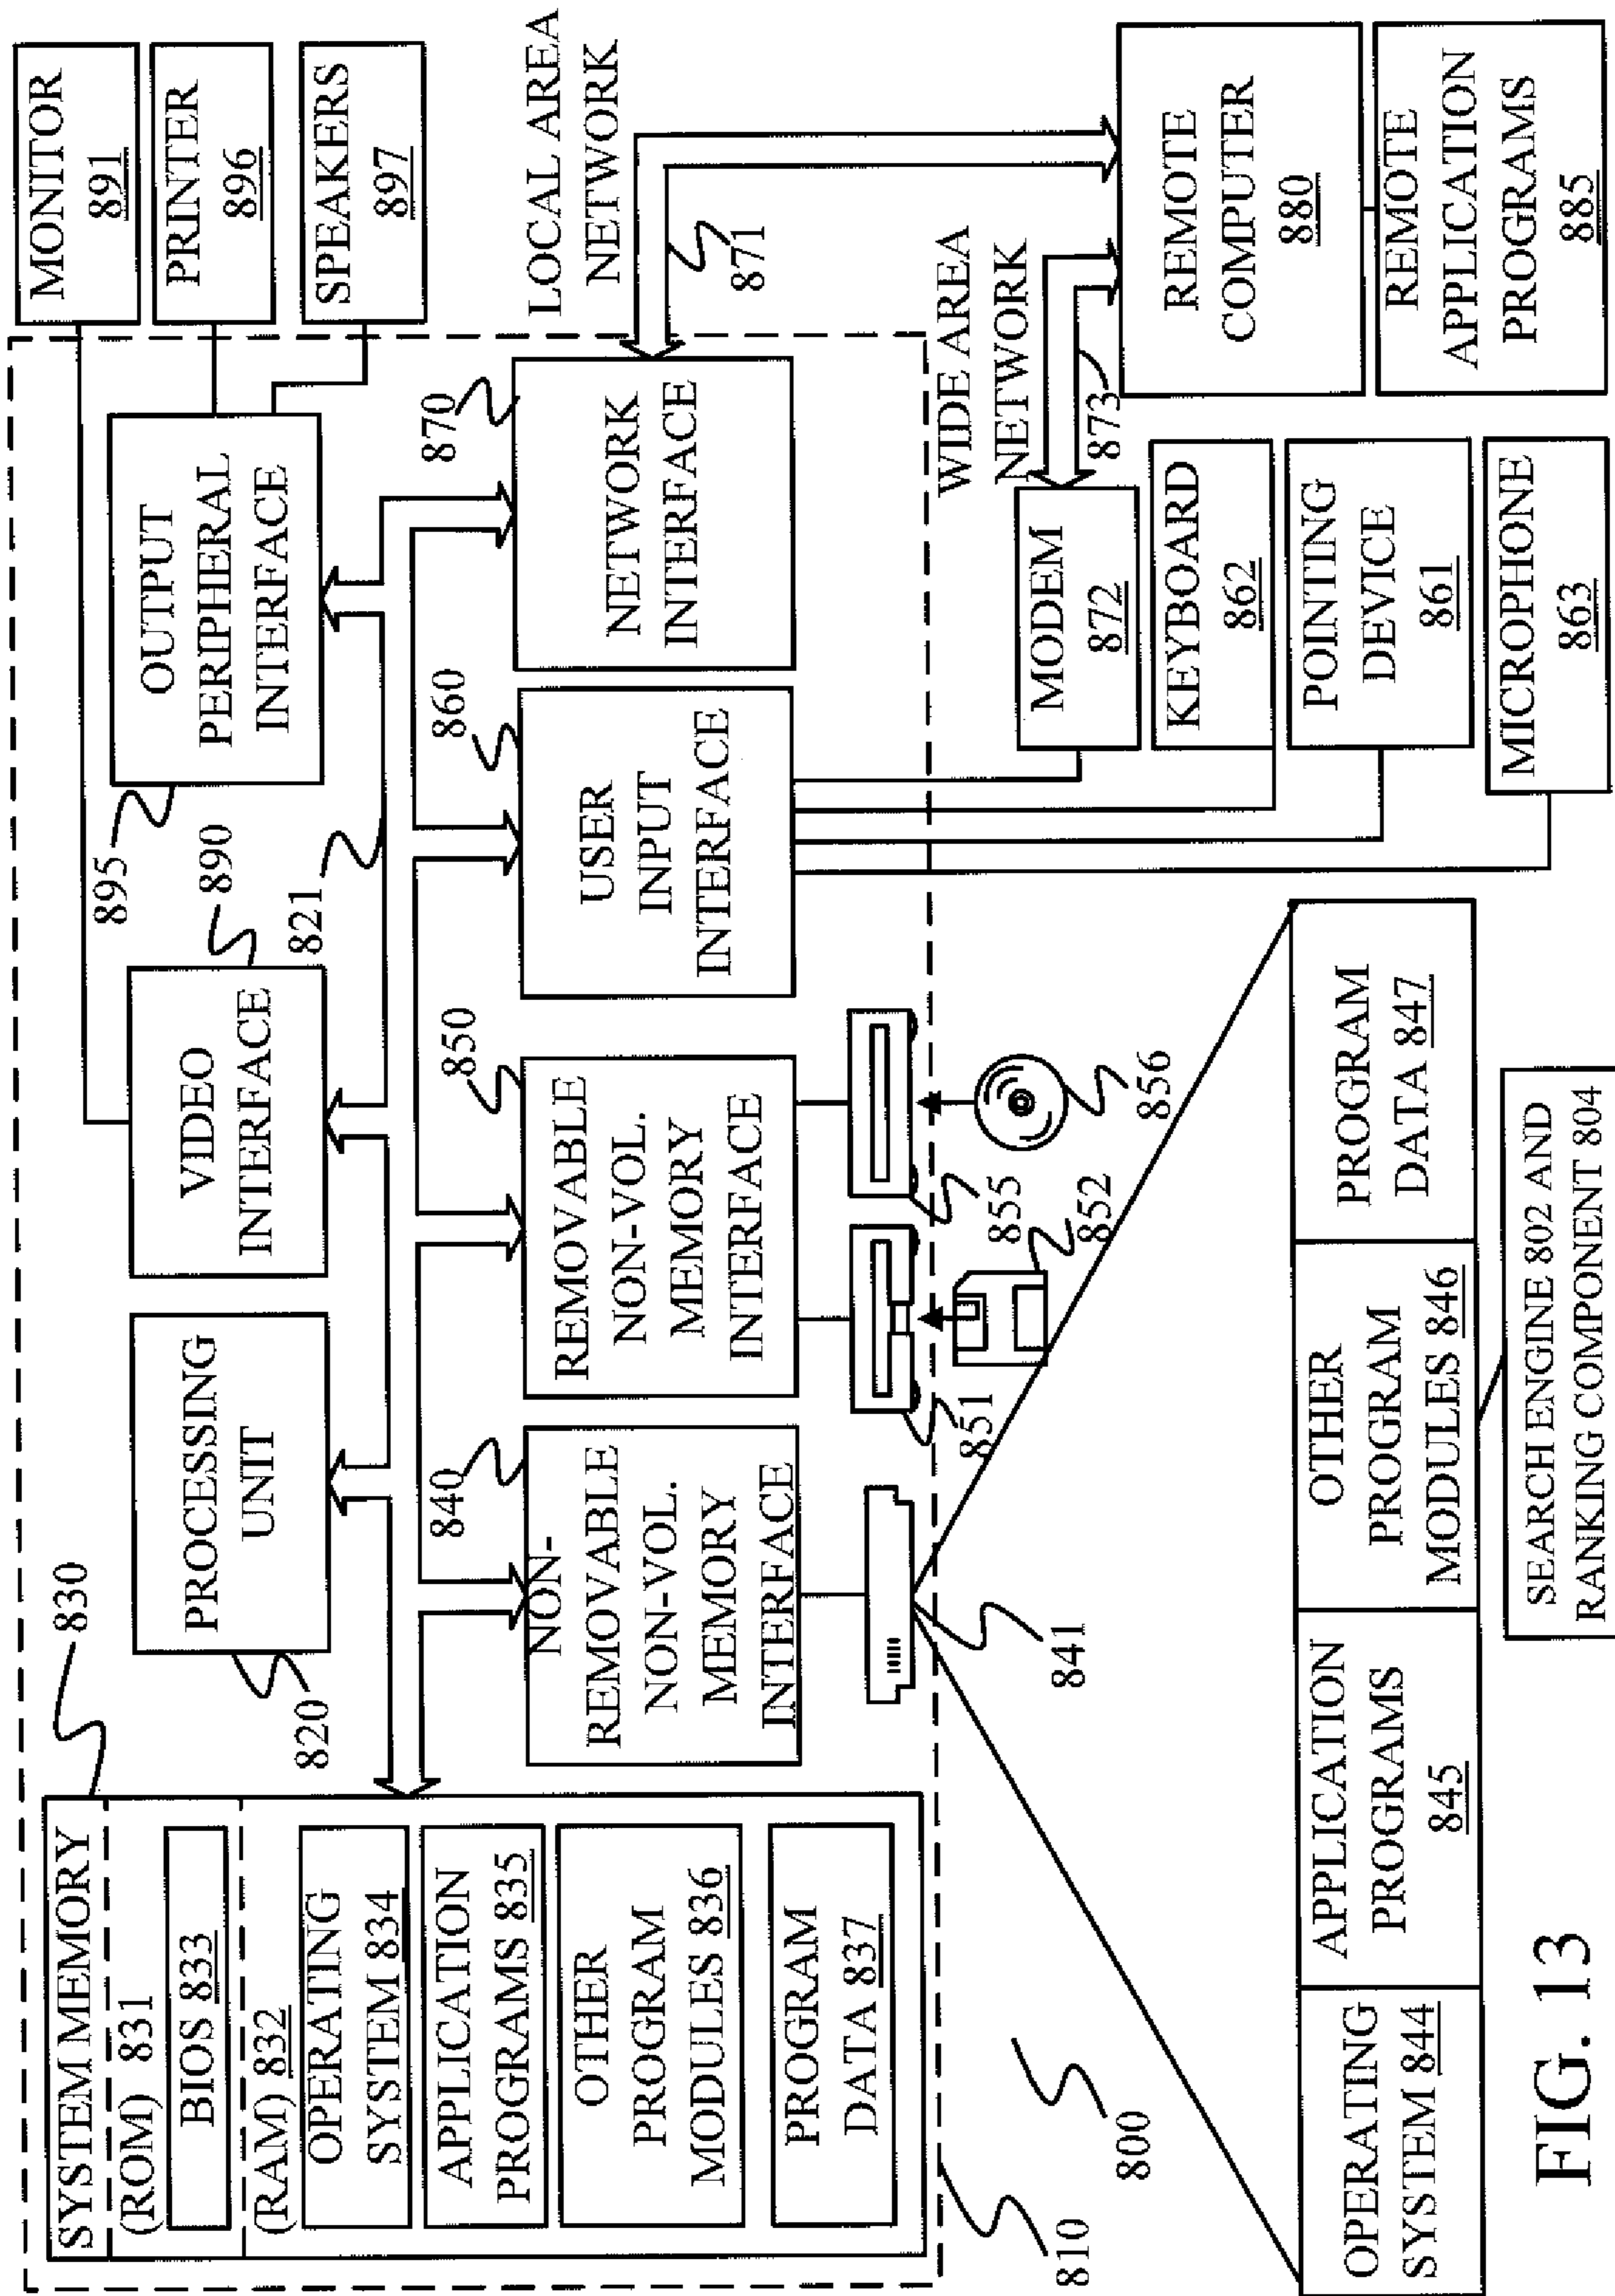 SYSTEM MEMORY
(ROM) 831
BIOS 833
(RAM) 832
OPERATING
SYSTEM 834
APPLICATION
PROGRAMS 835
OTHER
PROGRAM
MODULES 836
PROGRAM
DATA 837
830
820
PROCESSING
UNIT
VIDEO
INTERFACE
890
895
821
OUTPUT
PERIPHERAL
INTERFACE
MONITOR
891
PRINTER
896
SPEAKERS
897
840
NON-
REMOVABLE
NON-VOL.
MEMORY
INTERFACE
850
REMOVABLE
NON-VOL.
MEMORY
INTERFACE
860
USER
INPUT
INTERFACE
870
NETWORK
INTERFACE
LOCAL AREA
NETWORK
871
WIDE AREA
NETWORK
873
MODEM
872
KEYBOARD
862
POINTING
DEVICE
861
MICROPHONE
863
REMOTE
COMPUTER
880
REMOTE
APPLICATION
PROGRAMS
885
841
851
852
855
856
810
800
OPERATING
SYSTEM 844
APPLICATION
PROGRAMS
845
OTHER
PROGRAM
MODULES 846
PROGRAM
DATA 847
SEARCH ENGINE 802 AND
RANKING COMPONENT 804
FIG. 13